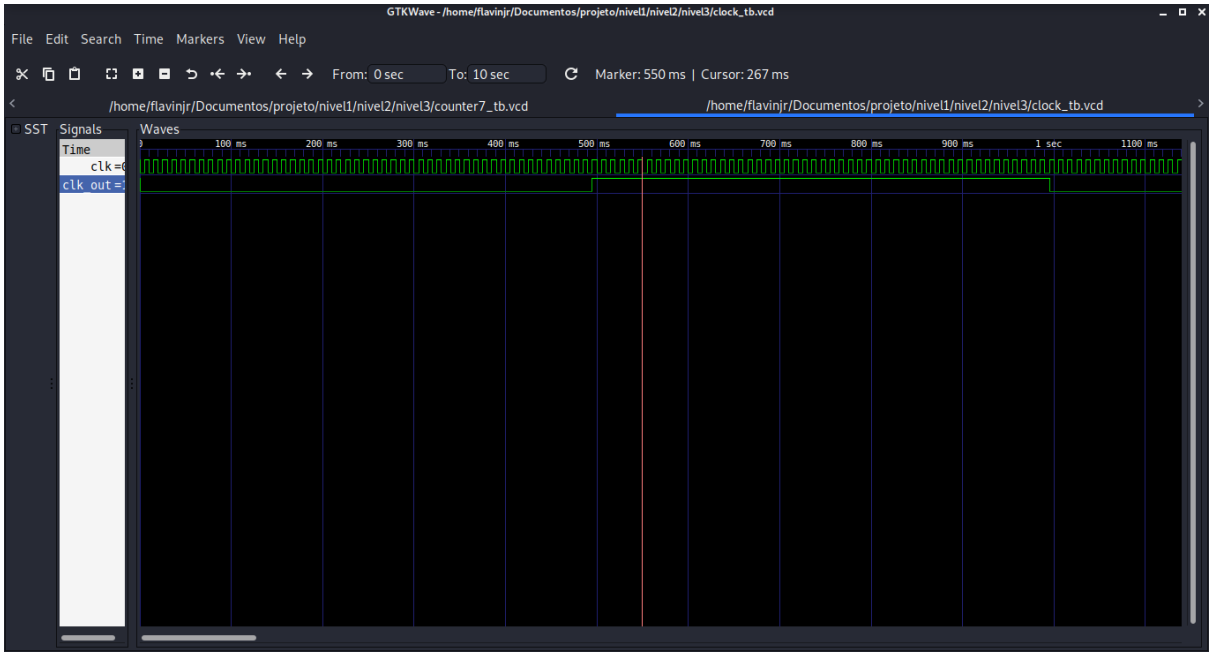 GTKWave - /home/flavinjr/Documentos/projeto/nivel1/nivel2/nivel3/clock_tb.vcd
File Edit Search Time Markers View Help
From: 0 sec To: 10 sec Marker: 550 ms | Cursor: 267 ms
/home/flavinjr/Documentos/projeto/nivel1/nivel2/nivel3/counter7_tb.vcd /home/flavinjr/Documentos/projeto/nivel1/nivel2/nivel3/clock_tb.vcd
SST Signals Waves
Time 100 ms 200 ms 300 ms 400 ms 500 ms 600 ms 700 ms 800 ms 900 ms 1 sec 1100 ms
clk=0
clk_out=1